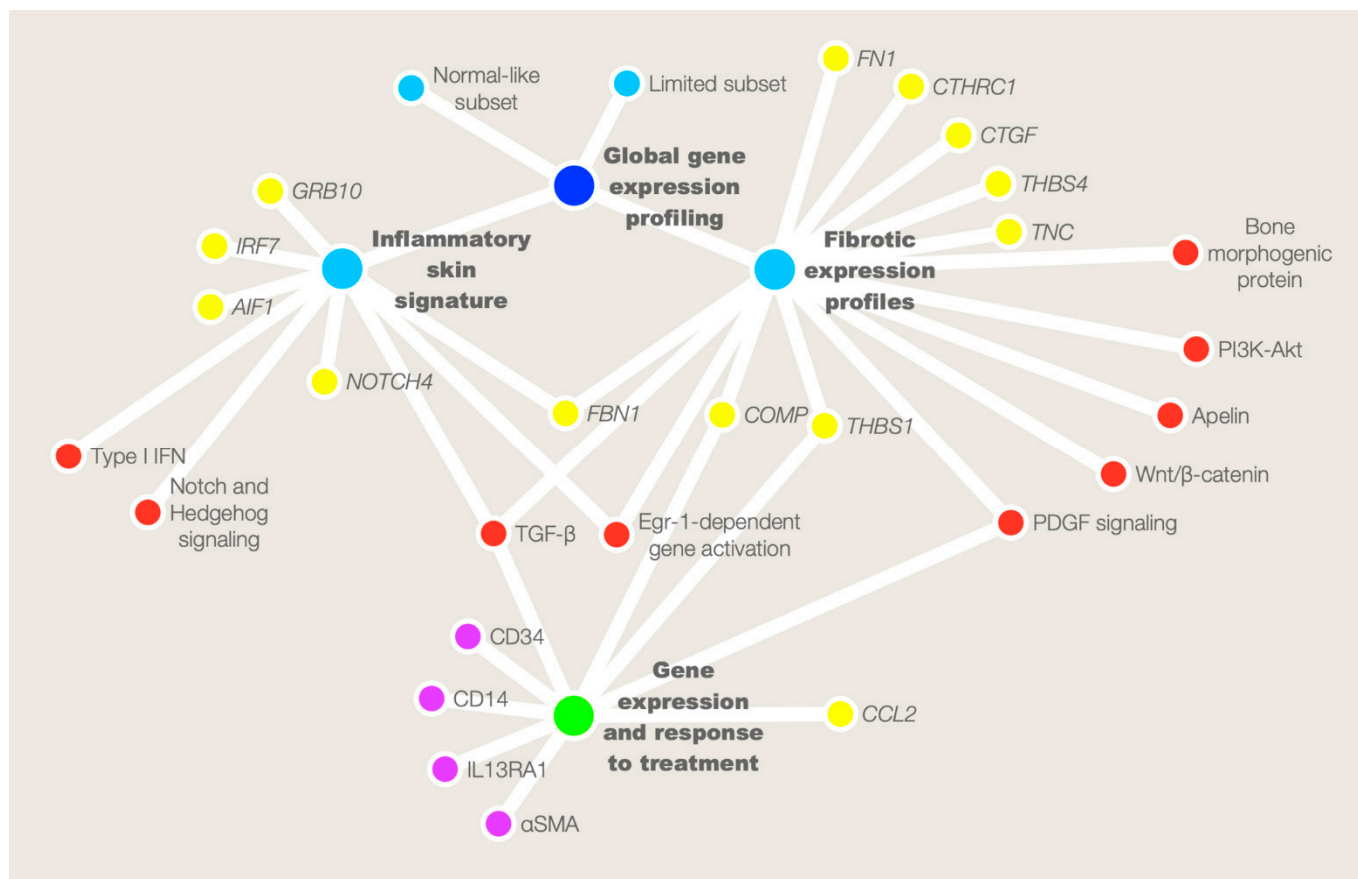 Normal-like
subset
Limited subset
FN1
CTHRC1
CTGF
THBS4
TNC
Global gene
expression
profiling
GRB10
IRF7
AIF1
Inflammatory
skin
signature
Fibrotic
expression
profiles
Bone
morphogenic
protein
PI3K-Akt
NOTCH4
FBN1
COMP
THBS1
Apelin
Type I IFN
Wnt/β-catenin
Notch and
Hedgehog
signaling
TGF-β
Egr-1-dependent
gene activation
PDGF signaling
CD34
CD14
IL13RA1
αSMA
Gene
expression
and response
to treatment
CCL2